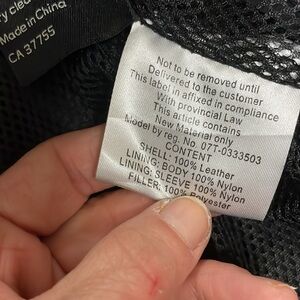 Made in China
CA 37755
Not to be removed until
Delivered to the customer
This label in affixed in compliance
With provincial Law
This article contains
New Material only
Model by reg. no: 07T-0333503
CONTENT
SHELL: 100% Leather
LINING: BODY 100% Nylon
LINING: SLEEVE 100% Nylon
FILLER: 100% Polyester